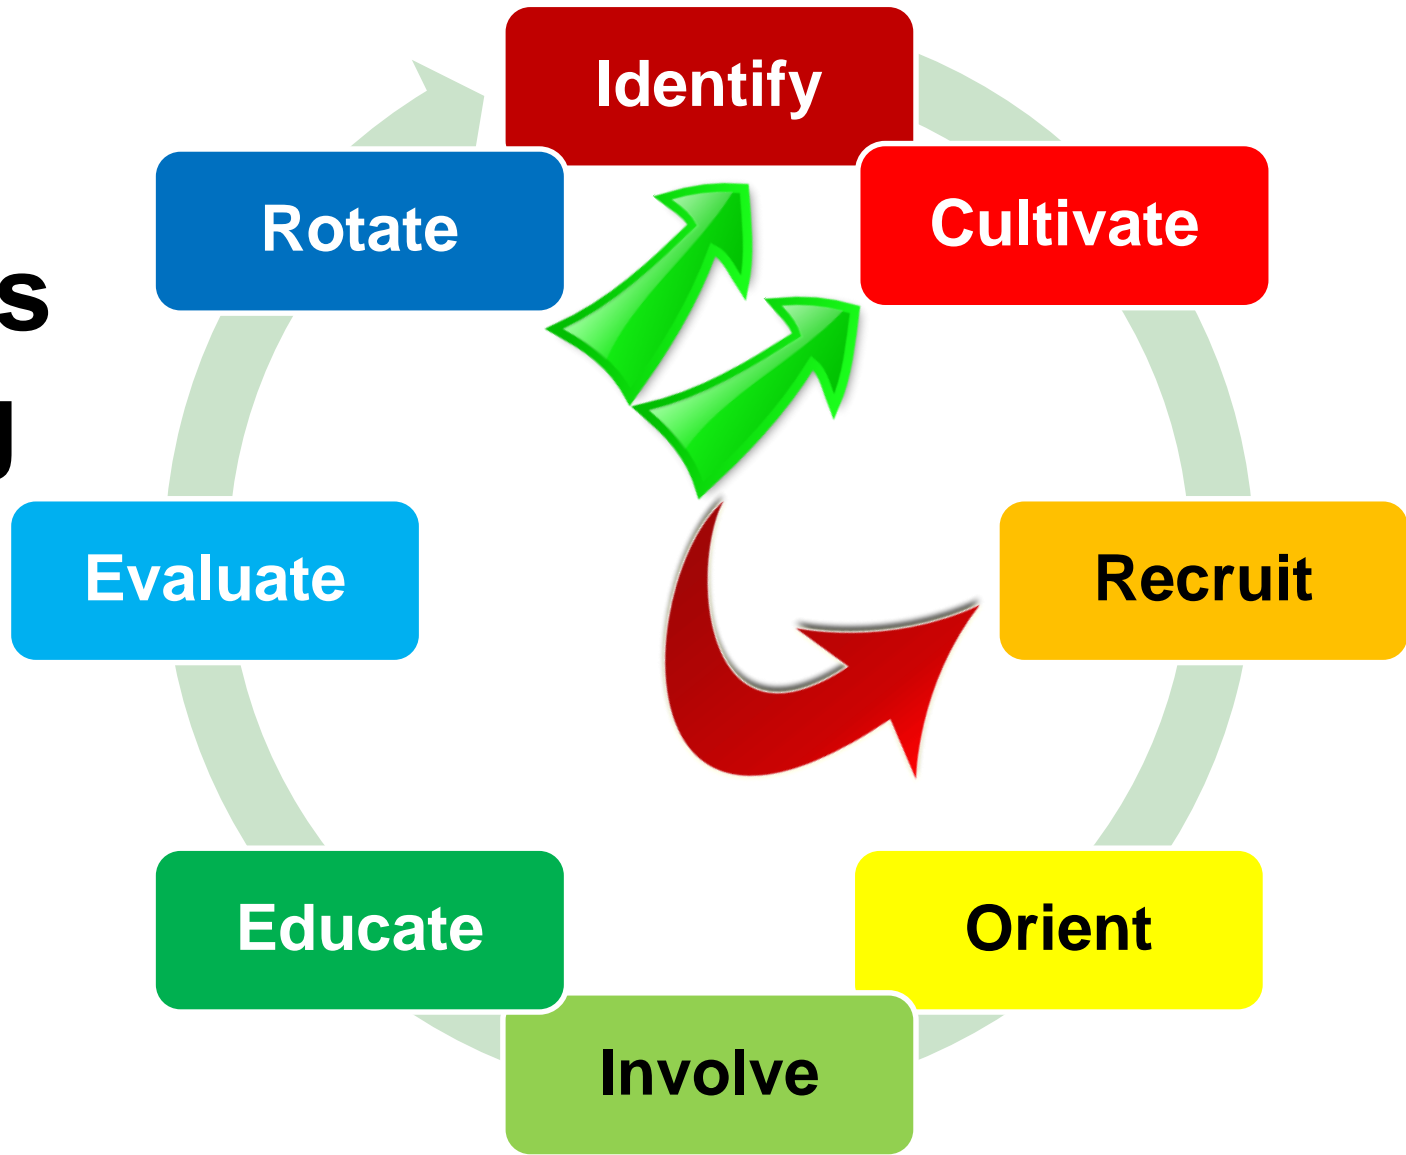 Identify
Cultivate
Recruit
Orient
Involve
Educate
Evaluate
Rotate
s
g